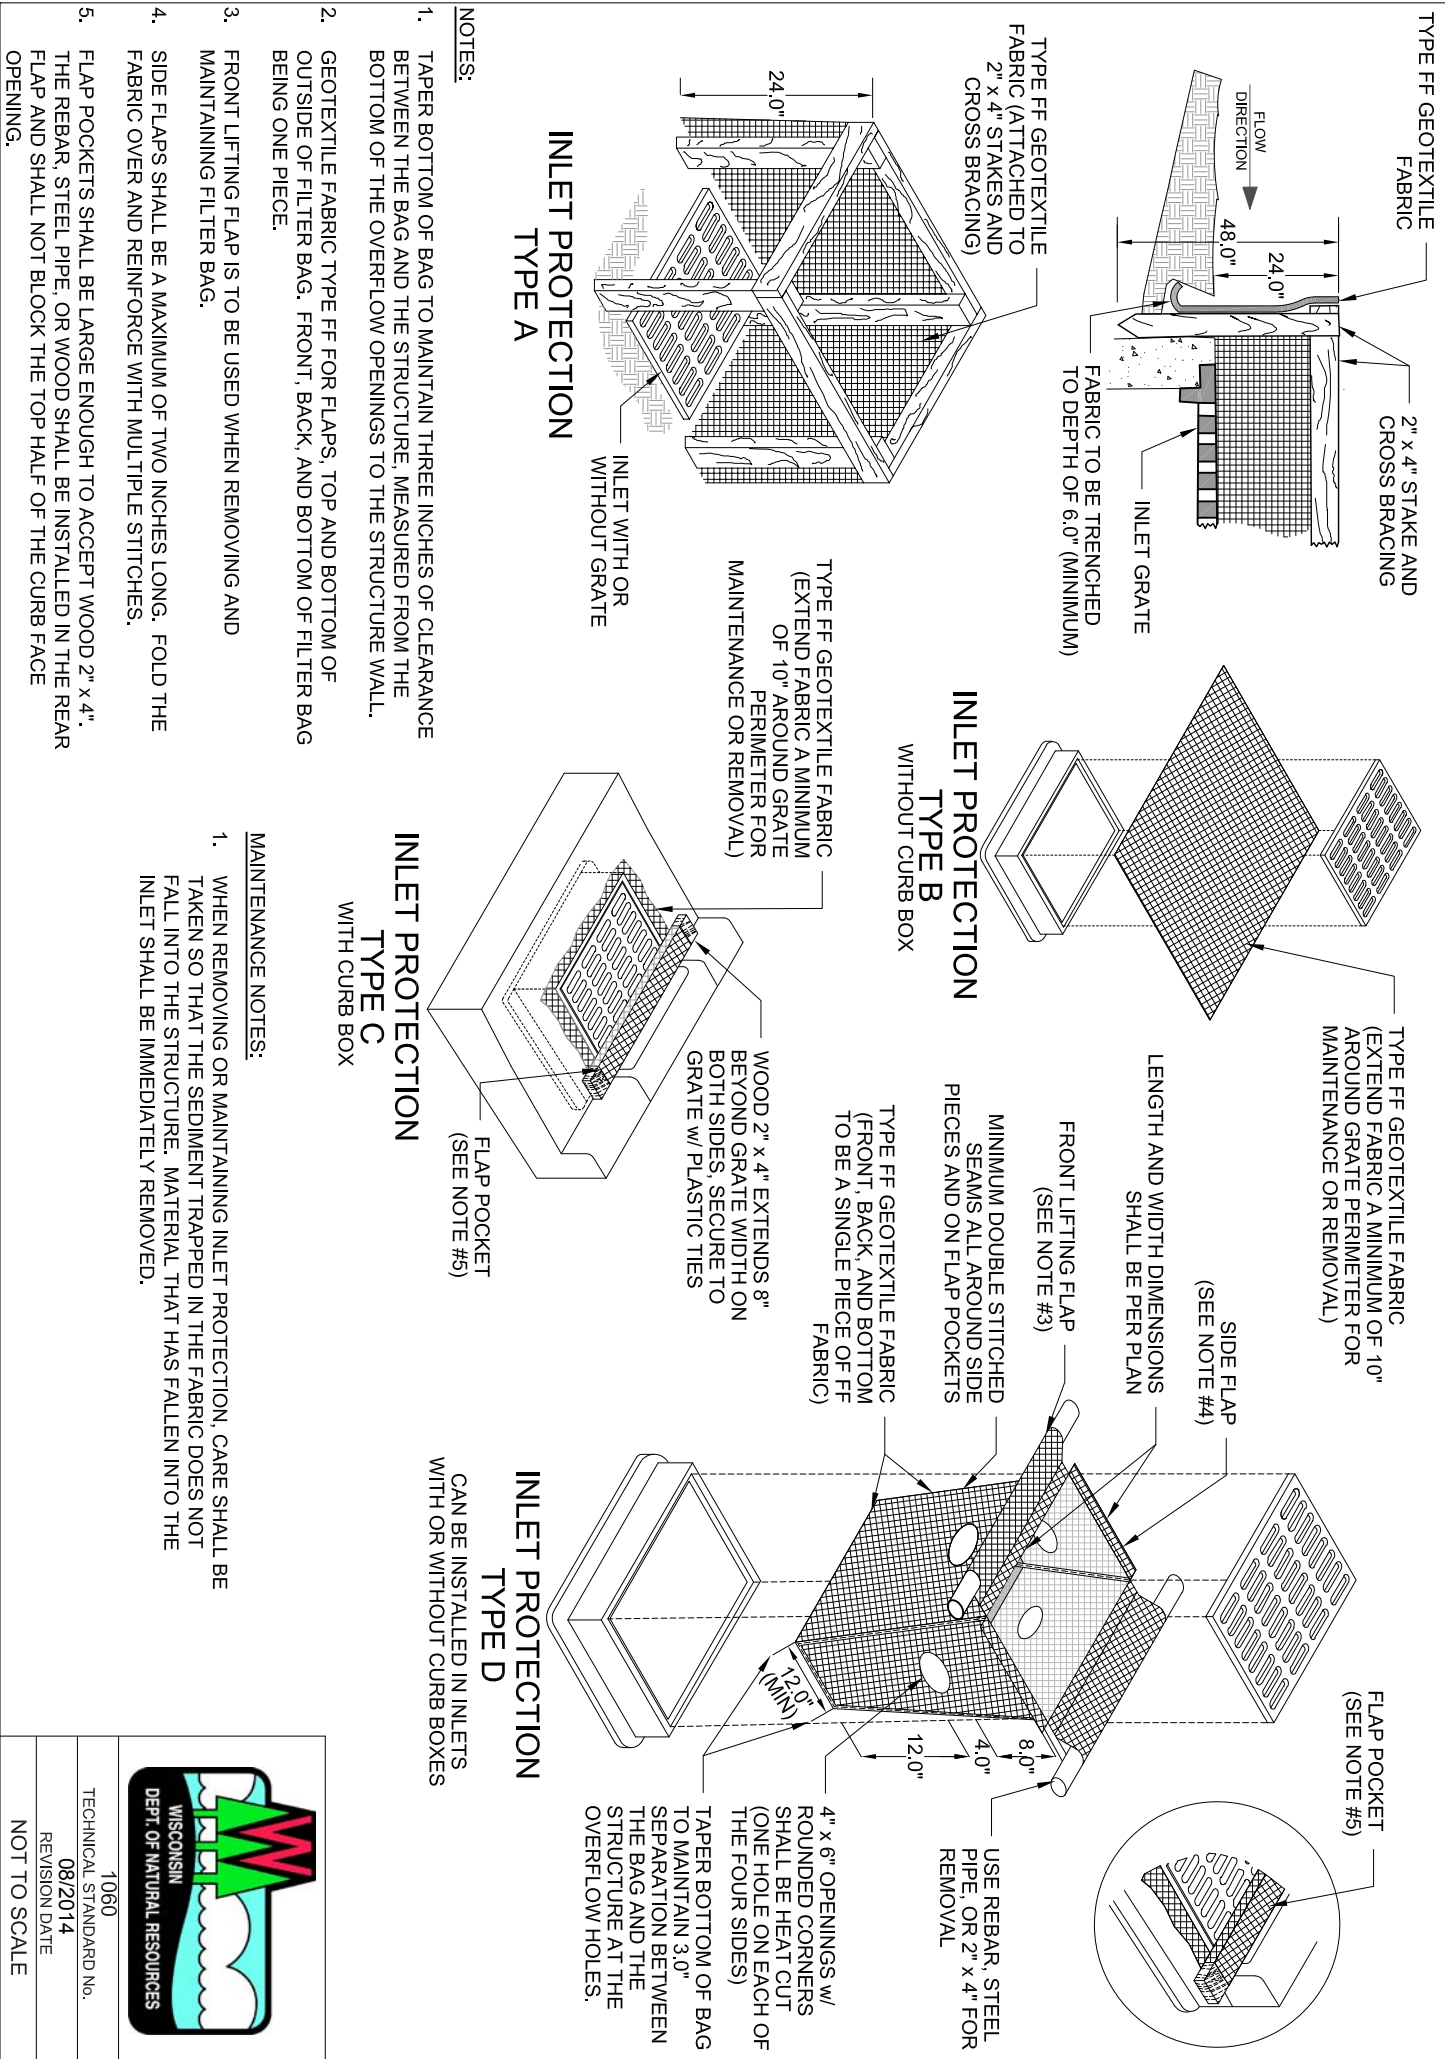 TYPE FF GEOTEXTILE
FABRIC
FLOW
DIRECTION
24.0"
48.0"
2" x 4" STAKE AND
CROSS BRACING
INLET GRATE
FABRIC TO BE TRENCHED
TO DEPTH OF 6.0" (MINIMUM)
TYPE FF GEOTEXTILE
FABRIC (ATTACHED TO
2" x 4" STAKES AND
CROSS BRACING)
24.0"
INLET WITH OR
WITHOUT GRATE
INLET PROTECTION
TYPE A
TYPE FF GEOTEXTILE FABRIC
(EXTEND FABRIC A MINIMUM OF 10"
AROUND GRATE PERIMETER FOR
MAINTENANCE OR REMOVAL)
INLET PROTECTION
TYPE B
WITHOUT CURB BOX
TYPE FF GEOTEXTILE FABRIC
(EXTEND FABRIC A MINIMUM
OF 10" AROUND GRATE
PERIMETER FOR
MAINTENANCE OR REMOVAL)
WOOD 2" x 4" EXTENDS 8"
BEYOND GRATE WIDTH ON
BOTH SIDES, SECURE TO
GRATE w/ PLASTIC TIES
FLAP POCKET
(SEE NOTE #5)
INLET PROTECTION
TYPE C
WITH CURB BOX
FLAP POCKET
(SEE NOTE #5)
SIDE FLAP
(SEE NOTE #4)
LENGTH AND WIDTH DIMENSIONS
SHALL BE PER PLAN
FRONT LIFTING FLAP
(SEE NOTE #3)
MINIMUM DOUBLE STITCHED
SEAMS ALL AROUND SIDE
PIECES AND ON FLAP POCKETS
TYPE FF GEOTEXTILE FABRIC
(FRONT, BACK, AND BOTTOM
TO BE A SINGLE PIECE OF FF
FABRIC)
USE REBAR, STEEL
PIPE, OR 2" x 4" FOR
REMOVAL
8.0"
4.0"
12.0"
12.0"
(MIN)
4" x 6" OPENINGS w/
ROUNDED CORNERS
SHALL BE HEAT CUT
(ONE HOLE ON EACH OF
THE FOUR SIDES)
TAPER BOTTOM OF BAG
TO MAINTAIN 3.0"
SEPARATION BETWEEN
THE BAG AND THE
STRUCTURE AT THE
OVERFLOW HOLES.
INLET PROTECTION
TYPE D
CAN BE INSTALLED IN INLETS
WITH OR WITHOUT CURB BOXES
NOTES:
1. TAPER BOTTOM OF BAG TO MAINTAIN THREE INCHES OF CLEARANCE
BETWEEN THE BAG AND THE STRUCTURE, MEASURED FROM THE
BOTTOM OF THE OVERFLOW OPENINGS TO THE STRUCTURE WALL.
2. GEOTEXTILE FABRIC TYPE FF FOR FLAPS, TOP AND BOTTOM OF
OUTSIDE OF FILTER BAG. FRONT, BACK, AND BOTTOM OF FILTER BAG
BEING ONE PIECE.
3. FRONT LIFTING FLAP IS TO BE USED WHEN REMOVING AND
MAINTAINING FILTER BAG.
4. SIDE FLAPS SHALL BE A MAXIMUM OF TWO INCHES LONG. FOLD THE
FABRIC OVER AND REINFORCE WITH MULTIPLE STITCHES.
5. FLAP POCKETS SHALL BE LARGE ENOUGH TO ACCEPT WOOD 2" x 4".
THE REBAR, STEEL PIPE, OR WOOD SHALL BE INSTALLED IN THE REAR
FLAP AND SHALL NOT BLOCK THE TOP HALF OF THE CURB FACE
OPENING.
MAINTENANCE NOTES:
1. WHEN REMOVING OR MAINTAINING INLET PROTECTION, CARE SHALL BE
TAKEN SO THAT THE SEDIMENT TRAPPED IN THE FABRIC DOES NOT
FALL INTO THE STRUCTURE. MATERIAL THAT HAS FALLEN INTO THE
INLET SHALL BE IMMEDIATELY REMOVED.
WISCONSIN
DEPT. OF NATURAL RESOURCES
1060
TECHNICAL STANDARD No.
08/2014
REVISION DATE
NOT TO SCALE